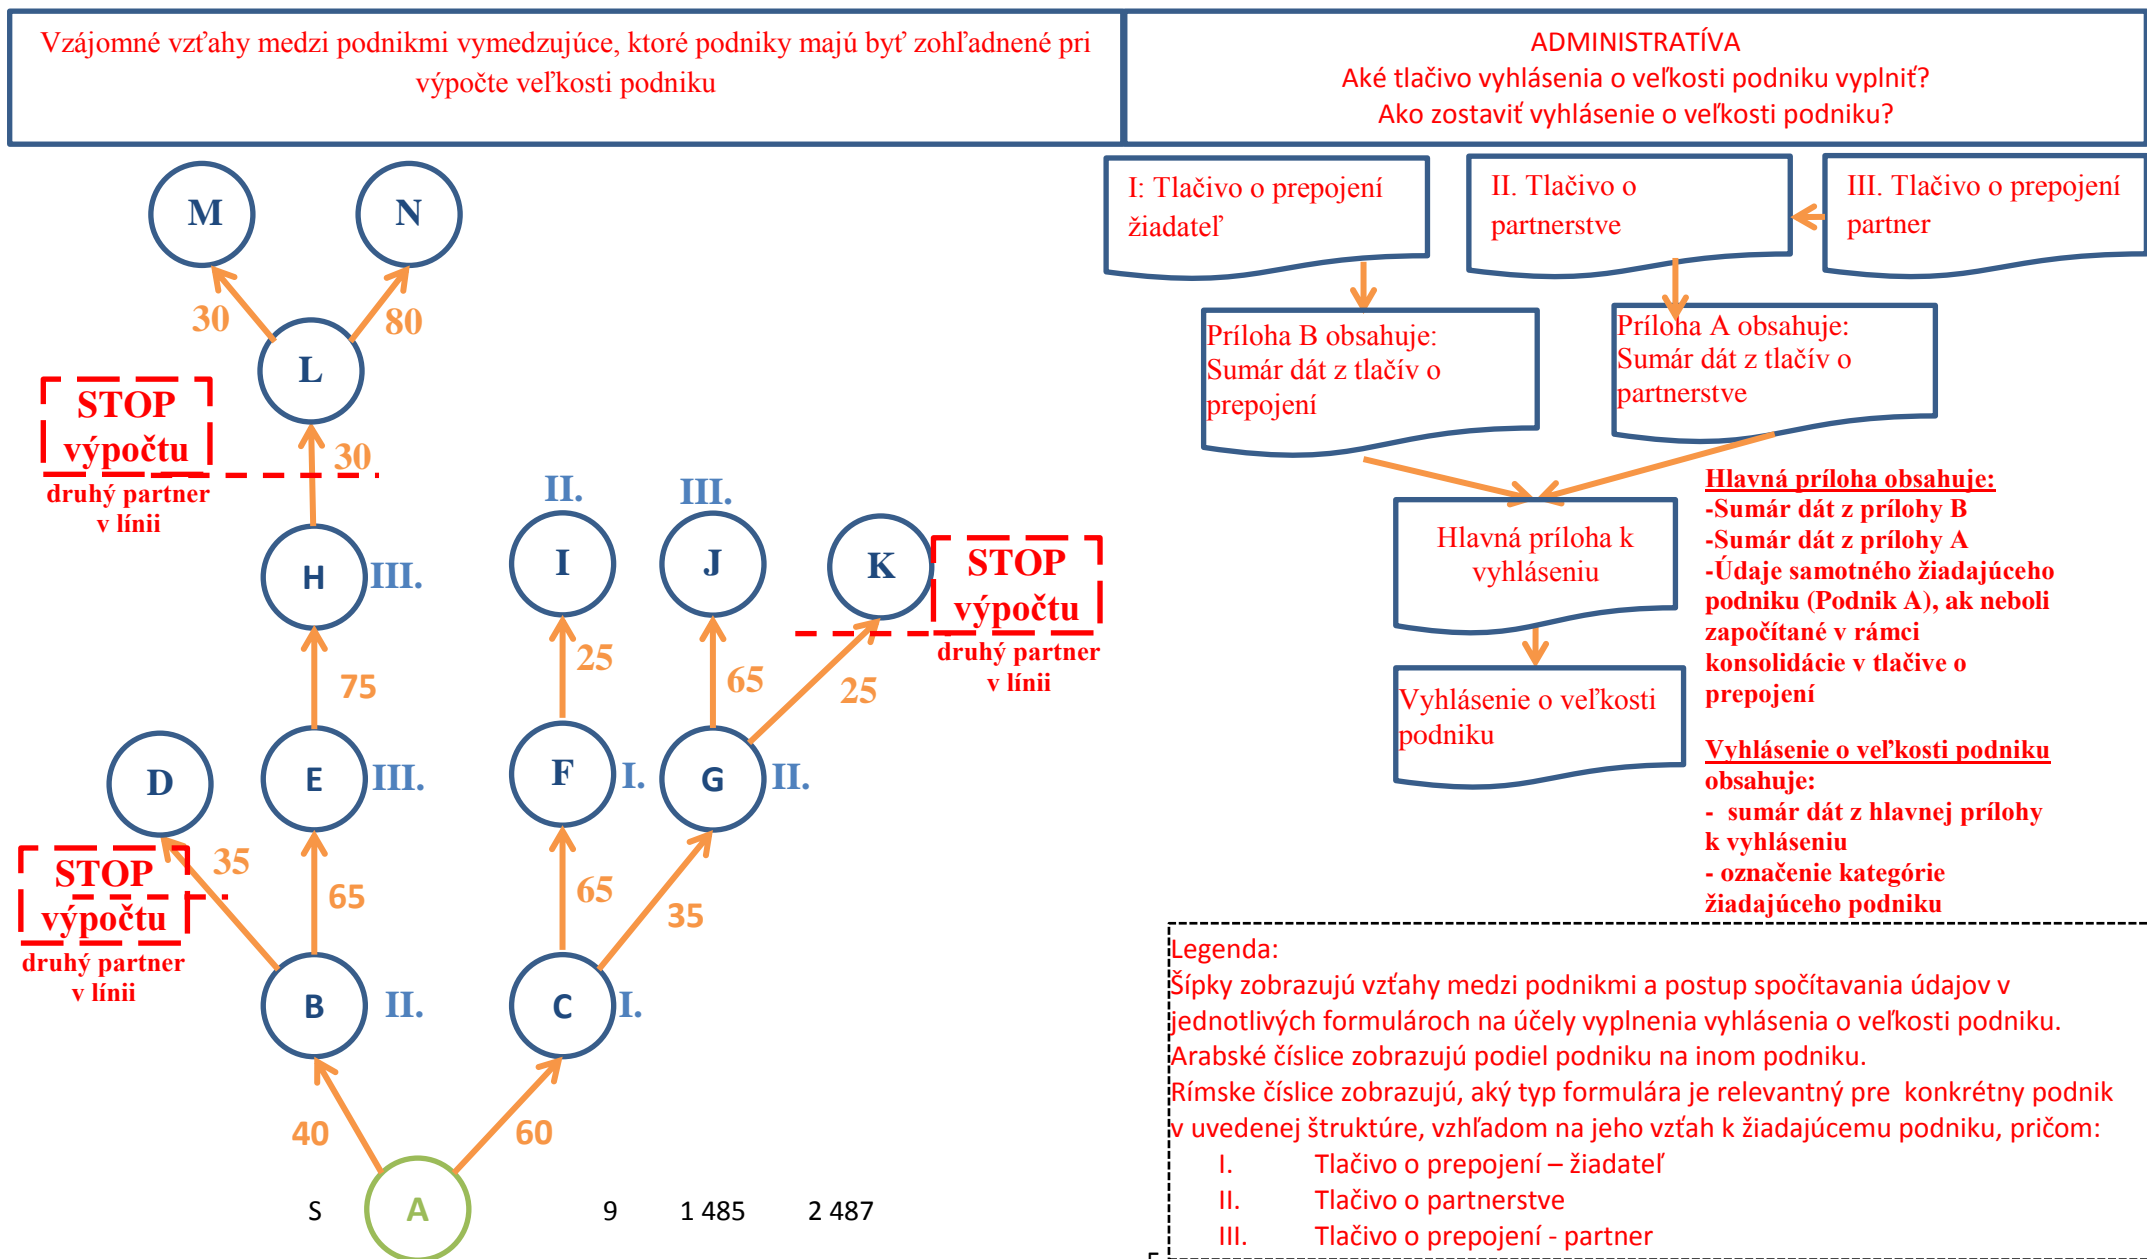 Vzájomné vzťahy medzi podnikmi vymedzujúce, ktoré podniky majú byť zohľadnené pri
výpočte veľkosti podniku
ADMINISTRATÍVA
Aké tlačivo vyhlásenia o veľkosti podniku vyplniť?
Ako zostaviť vyhlásenie o veľkosti podniku?
M
N
30
80
L
STOP
výpočtu
druhý partner
v línii
30
II.
III.
H
III.
I
J
K
STOP
výpočtu
druhý partner
v línii
75
25
65
25
D
E
III.
F
I.
G
II.
STOP
výpočtu
druhý partner
v línii
35
65
65
35
B
II.
C
I.
40
60
S
A
9
1 485
2 487
I: Tlačivo o prepojení
žiadateľ
II. Tlačivo o
partnerstve
III. Tlačivo o prepojení
partner
Príloha B obsahuje:
Sumár dát z tlačív o
prepojení
Príloha A obsahuje:
Sumár dát z tlačív o
partnerstve
Hlavná príloha k
vyhláseniu
Hlavná príloha obsahuje:
-Sumár dát z prílohy B
-Sumár dát z prílohy A
-Údaje samotného žiadajúceho
podniku (Podnik A), ak neboli
započítané v rámci
konsolidácie v tlačive o
prepojení
Vyhlásenie o veľkosti
podniku
Vyhlásenie o veľkosti podniku
obsahuje:
- sumár dát z hlavnej prílohy
k vyhláseniu
- označenie kategórie
žiadajúceho podniku
Legenda:
Šípky zobrazujú vzťahy medzi podnikmi a postup spočítavania údajov v
jednotlivých formulároch na účely vyplnenia vyhlásenia o veľkosti podniku.
Arabské číslice zobrazujú podiel podniku na inom podniku.
Rímske číslice zobrazujú, aký typ formulára je relevantný pre konkrétny podnik
v uvedenej štruktúre, vzhľadom na jeho vzťah k žiadajúcemu podniku, pričom:
I. Tlačivo o prepojení – žiadateľ
II. Tlačivo o partnerstve
III. Tlačivo o prepojení - partner